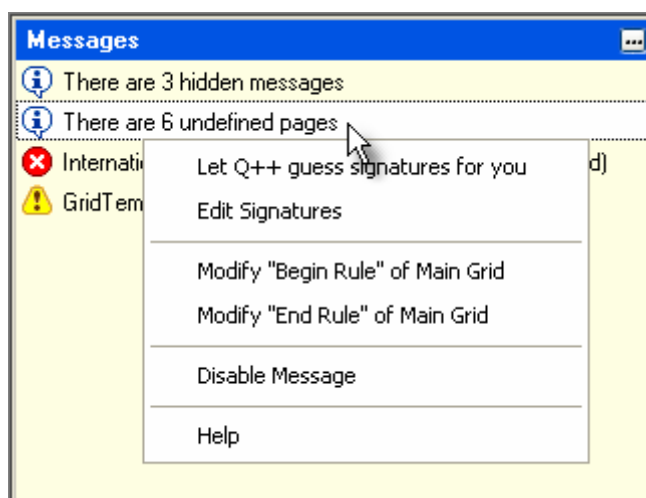 Messages
There are 3 hidden messages
There are 6 undefined pages
Let Q++ guess signatures for you
Edit Signatures
Modify "Begin Rule" of Main Grid
Modify "End Rule" of Main Grid
Disable Message
Help